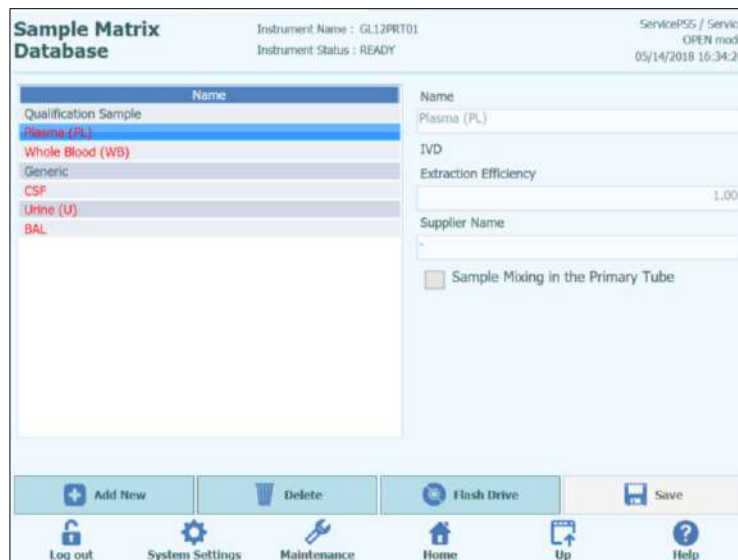 Sample Matrix
Database
Instrument Name : GL12PRT01
Instrument Status : READY
ServicePSS / Servic
OPEN mod
05/14/2018 16:34:2
Name
Qualification Sample
Plasma (PL)
Whole Blood (WB)
Generic
CSF
Urine (U)
BAL
Name
Plasma (PL)
IVD
Extraction Efficiency
1.00
Supplier Name
-
Sample Mixing in the Primary Tube
Add New
Delete
Flash Drive
Save
Log out
System Settings
Maintenance
Home
Up
Help